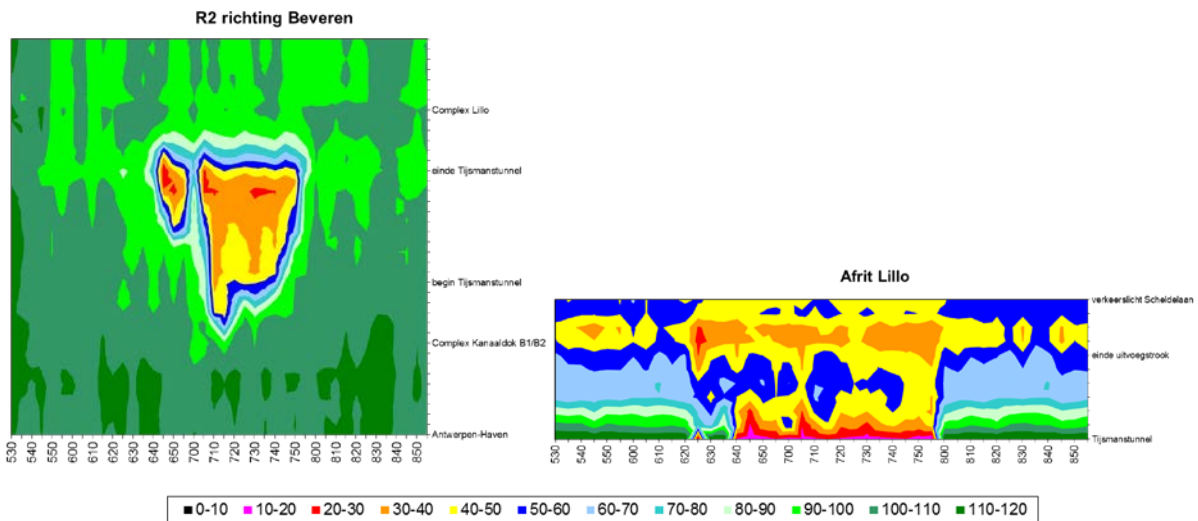 R2 richting Beveren
Complex Lillo
einde Tijsmanstunnel
begin Tijsmanstunnel
Complex Kanaaldok B1/B2
Antwerpen-Haven
530 540 550 600 610 620 630 640 650 700 710 720 730 740 750 800 810 820 830 840 850
Afrit Lillo
verkeerslicht Scheldelaan
einde uitvoegstrook
Tijsmanstunnel
530 540 550 600 610 620 630 640 650 700 710 720 730 740 750 800 810 820 830 840 850
0-10 10-20 20-30 30-40 40-50 50-60 60-70 70-80 80-90 90-100 100-110 110-120